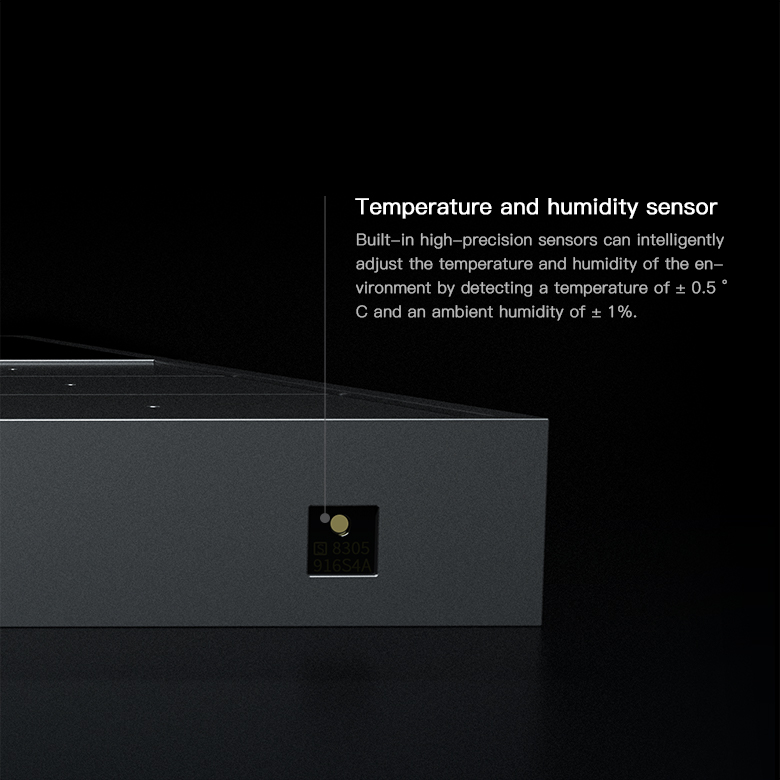 Temperature and humidity sensor
Built-in high-precision sensors can intelligently
adjust the temperature and humidity of the en-
vironment by detecting a temperature of ± 0.5 °
C and an ambient humidity of ± 1%.
8305
916S4A